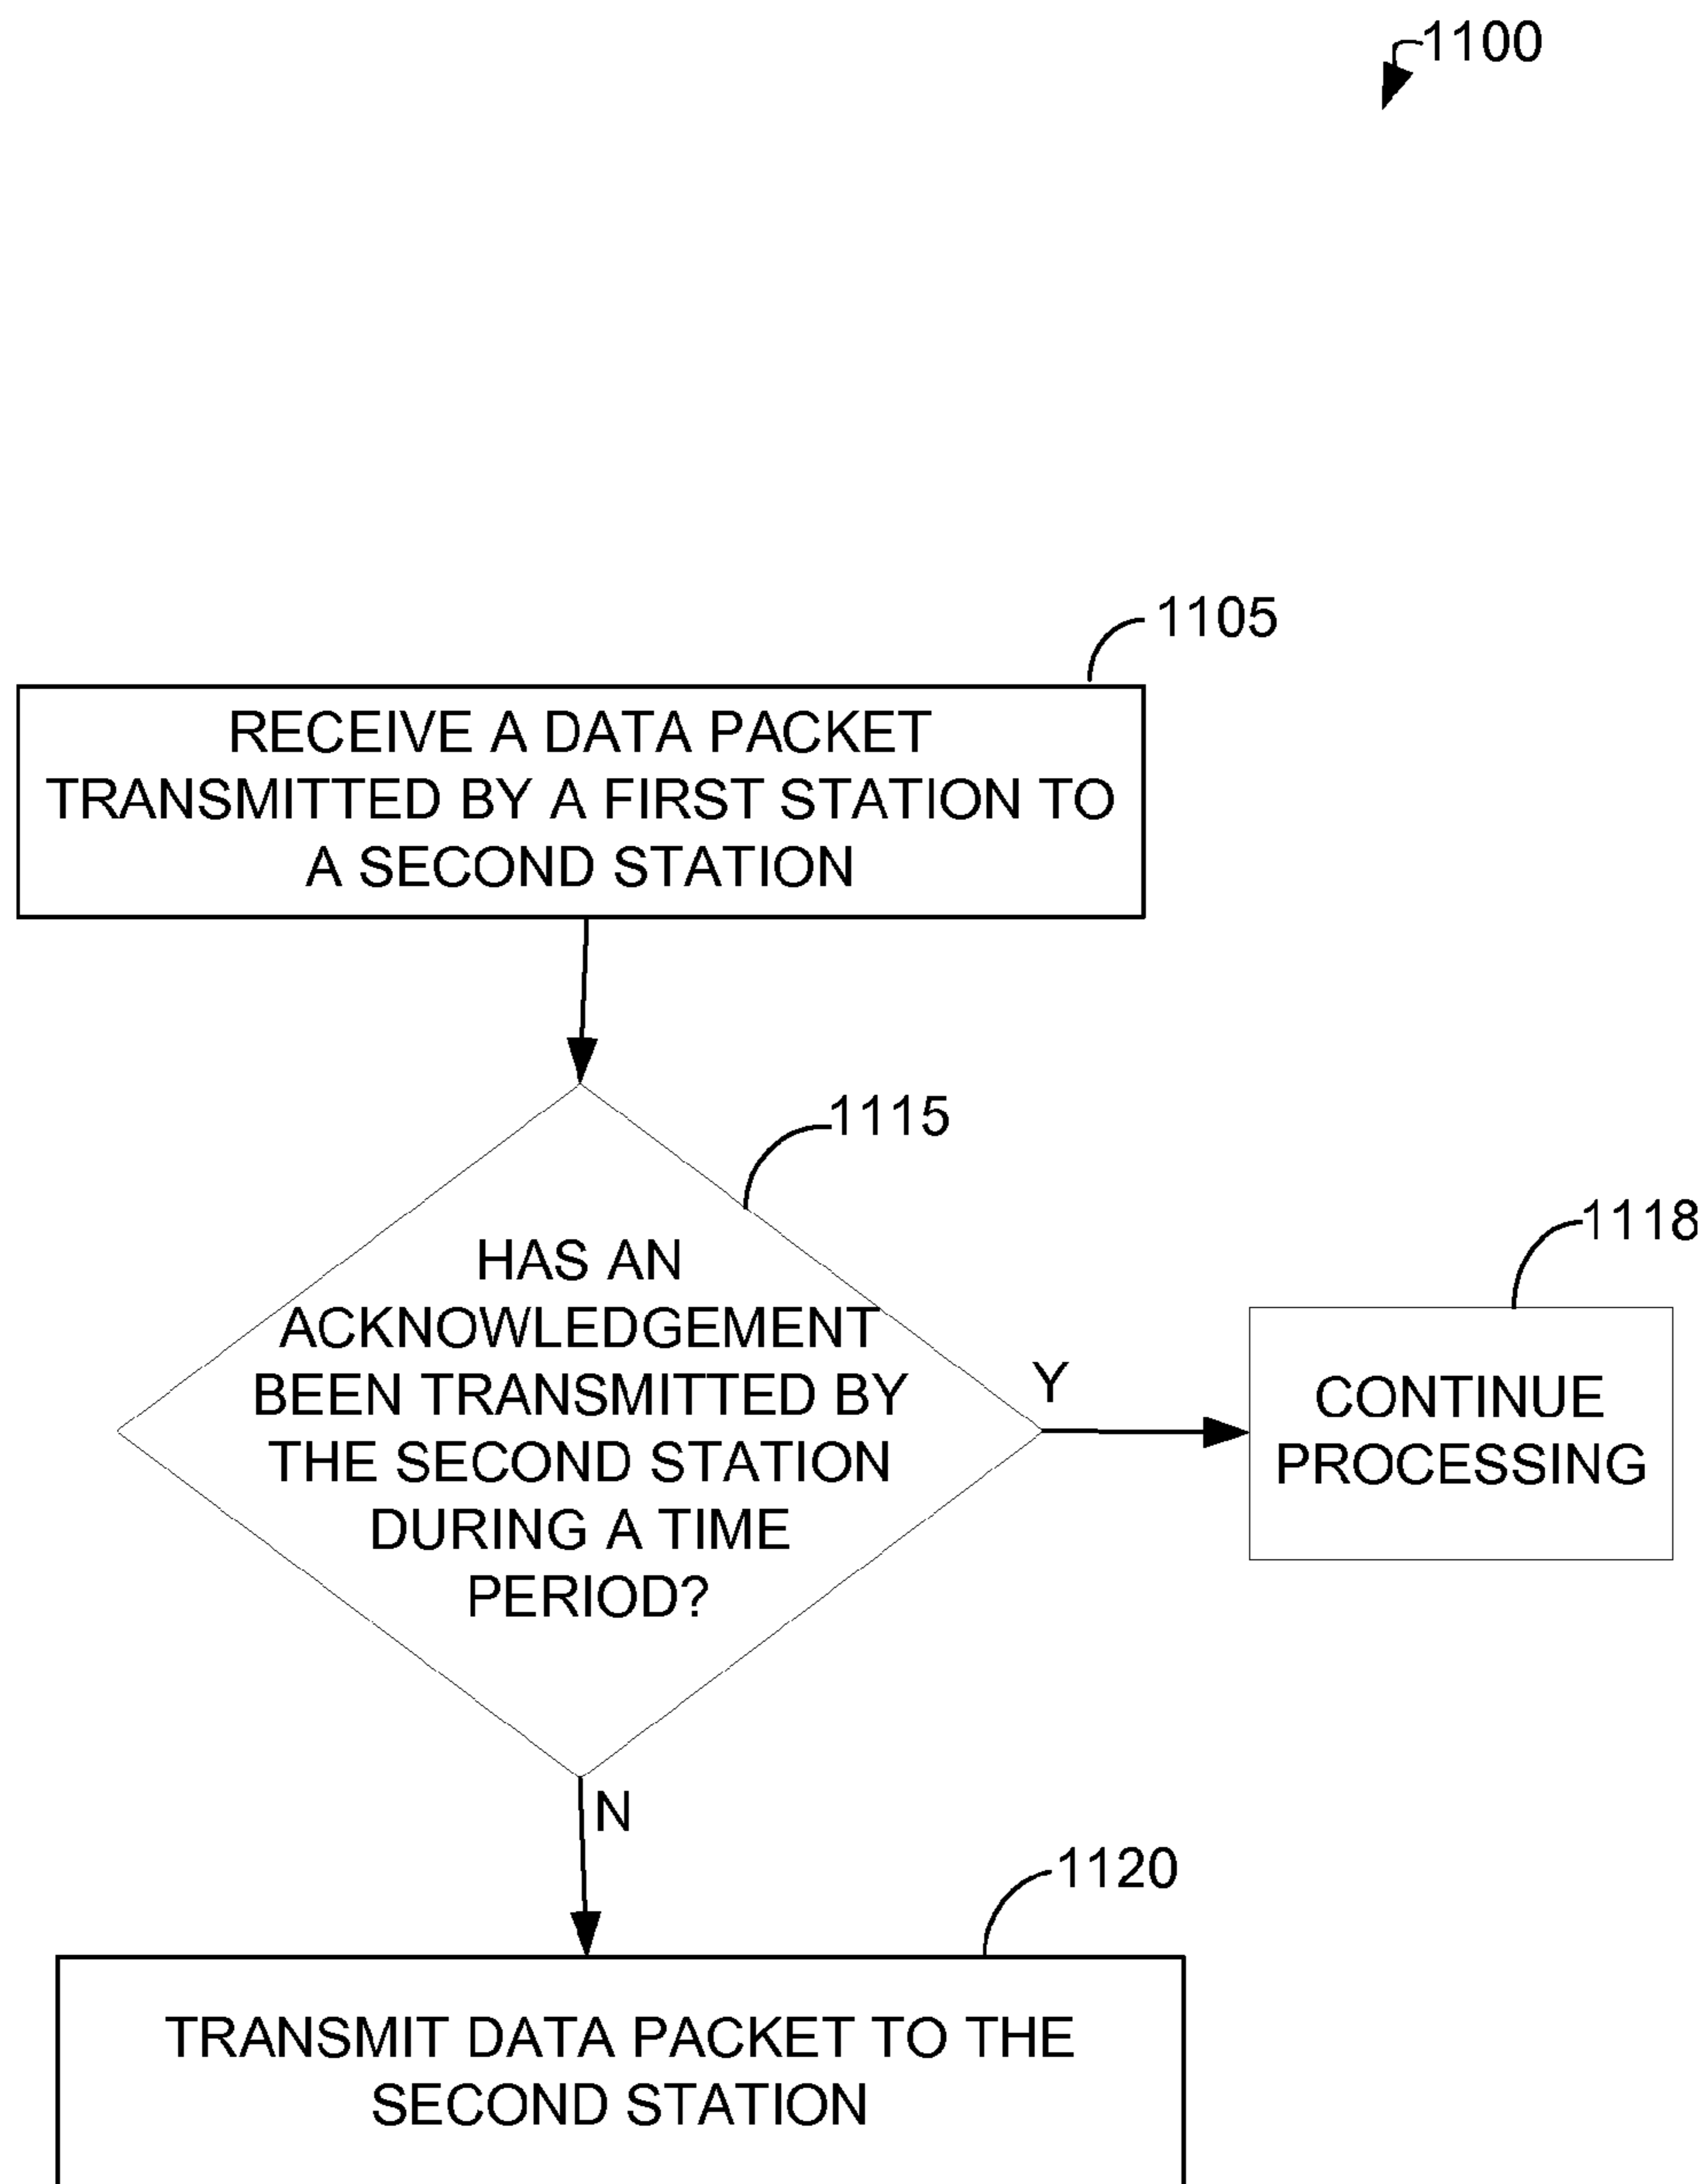 1100
1105
RECEIVE A DATA PACKET
TRANSMITTED BY A FIRST STATION TO
A SECOND STATION
1115
HAS AN
ACKNOWLEDGEMENT
BEEN TRANSMITTED BY
THE SECOND STATION
DURING A TIME
PERIOD?
Y
1118
CONTINUE
PROCESSING
N
1120
TRANSMIT DATA PACKET TO THE
SECOND STATION